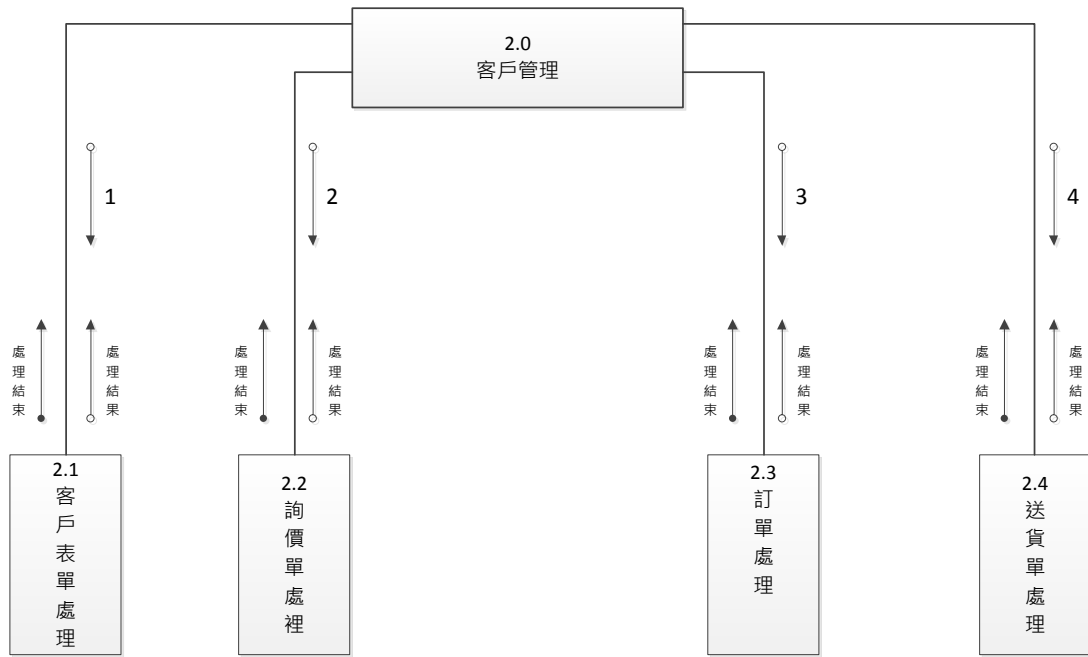 2.0
客戶管理
1
2
3
4
處理結束
處理結果
處理結束
處理結果
處理結束
處理結果
處理結束
處理結果
2.1
客戶表單處理
2.2
詢價單處裡
2.3
訂單處理
2.4
送貨單處理